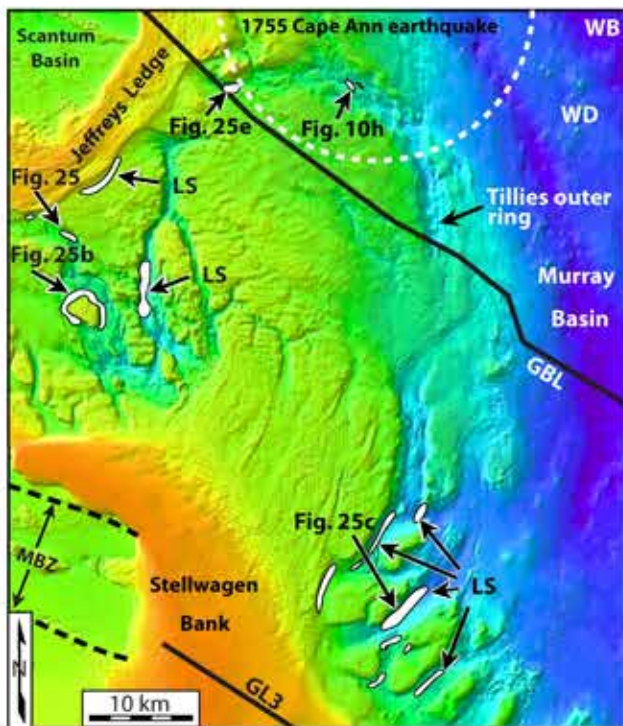 1755 Cape Ann earthquake
WB
Scantum
Basin
WD
Jeffreys Ledge
Fig. 25e
Fig. 10h
Fig. 25
LS
Tillies outer
ring
Fig. 25b
LS
Murray
Basin
GBL
Fig. 25c
MBZ
LS
Stellwagen
Bank
N
GL3
10 km